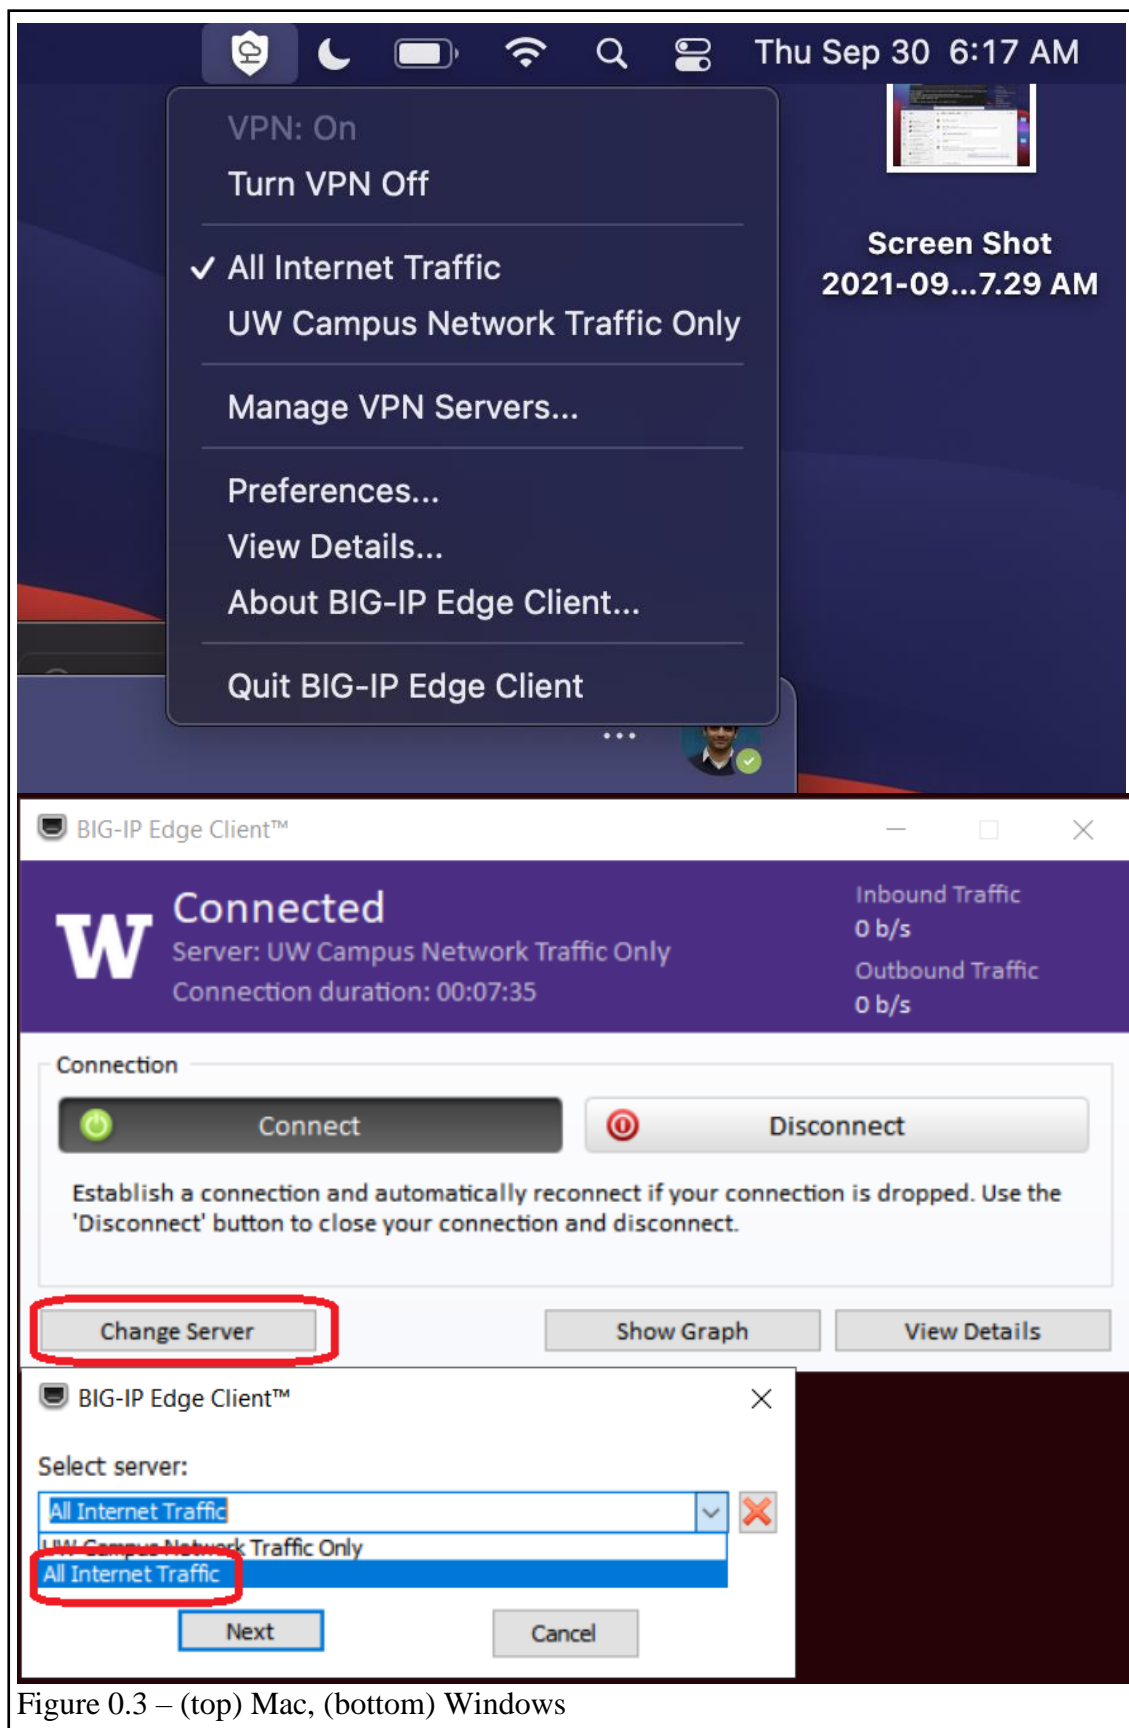 Thu Sep 30 6:17 AM
VPN: On
Turn VPN Off
✓ All Internet Traffic
UW Campus Network Traffic Only
Manage VPN Servers...
Preferences...
View Details...
About BIG-IP Edge Client...
Quit BIG-IP Edge Client
Screen Shot
2021-09...7.29 AM
BIG-IP Edge Client™
W
Connected
Server: UW Campus Network Traffic Only
Connection duration: 00:07:35
Inbound Traffic
0 b/s
Outbound Traffic
0 b/s
Connection
Connect
Disconnect
Establish a connection and automatically reconnect if your connection is dropped. Use the
'Disconnect' button to close your connection and disconnect.
Change Server
Show Graph
View Details
BIG-IP Edge Client™
Select server:
All Internet Traffic
UW Campus Network Traffic Only
All Internet Traffic
Next
Cancel
Figure 0.3 – (top) Mac, (bottom) Windows